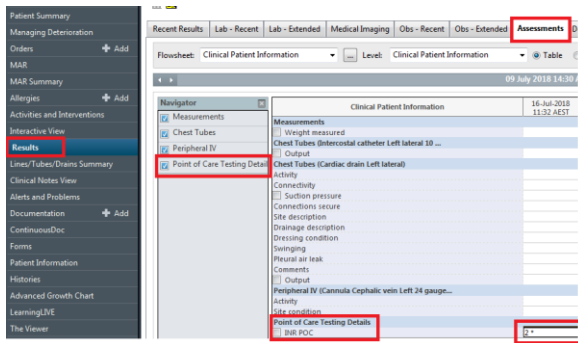 Patient Summary
Managing Deterioration
Orders + Add
MAR
MAR Summary
Allergies + Add
Activities and Interventions
Interactive View
Results
Lines/Tubes/Drains Summary
Clinical Notes View
Alerts and Problems
Documentation + Add
ContinuousDoc
Forms
Patient Information
Histories
Advanced Growth Chart
LearningLIVE
The Viewer
Recent Results Lab - Recent Lab - Extended Medical Imaging Obs - Recent Obs - Extended Assessments D
Flowsheet: Clinical Patient Information ... Level: Clinical Patient Information Table
09 July 2018 14:30 A
Navigator
Measurements
Chest Tubes
Peripheral IV
Point of Care Testing Detail
Clinical Patient Information 16-Jul-2018
11:32 AEST
Measurements
Weight measured
Chest Tubes (Intercostal catheter Left lateral 10 ...
Output
Chest Tubes (Cardiac drain Left lateral)
Activity
Connectivity
Suction pressure
Connections secure
Site description
Drainage description
Dressing condition
Swinging
Pleural air leak
Comments
Output
Peripheral IV (Cannula Cephalic vein Left 24 gauge...
Activity
Site condition
Point of Care Testing Details
INR POC 2 *